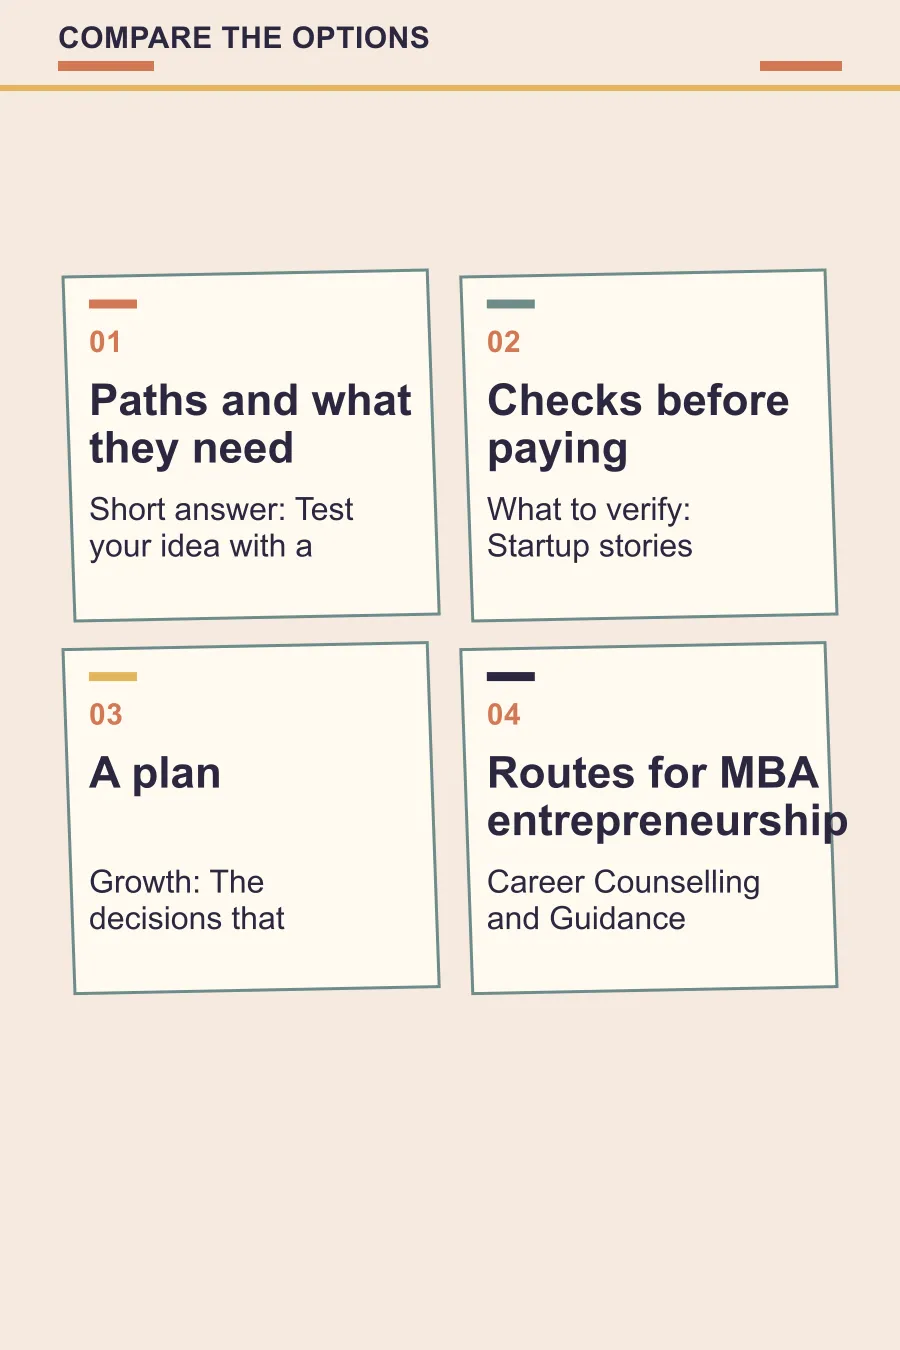 COMPARE THE OPTIONS
01
Paths and what
they need
Short answer: Test
your idea with a
02
Checks before
paying
What to verify:
Startup stories
03
A plan
Growth: The
decisions that
04
Routes for MBA
entrepreneurship
Career Counselling
and Guidance